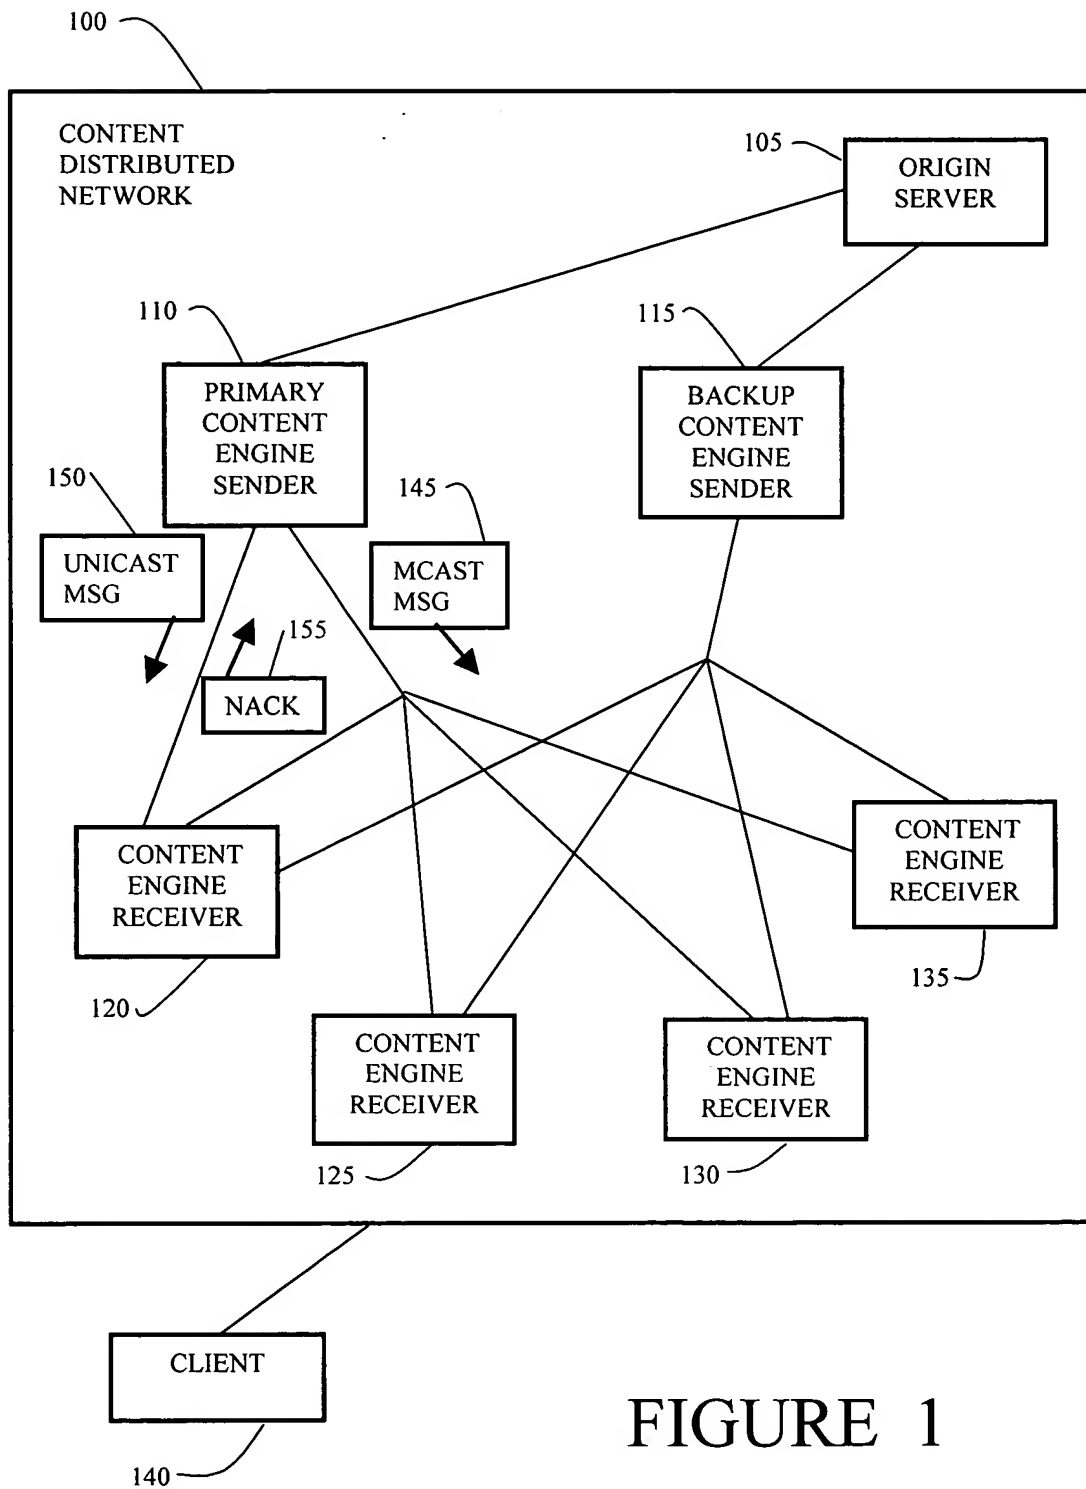 100
CONTENT
DISTRIBUTED
NETWORK
105
ORIGIN
SERVER
110
PRIMARY
CONTENT
ENGINE
SENDER
115
BACKUP
CONTENT
ENGINE
SENDER
150
UNICAST
MSG
145
MCAST
MSG
155
NACK
CONTENT
ENGINE
RECEIVER
120
CONTENT
ENGINE
RECEIVER
135
CONTENT
ENGINE
RECEIVER
125
CONTENT
ENGINE
RECEIVER
130
CLIENT
140
FIGURE 1